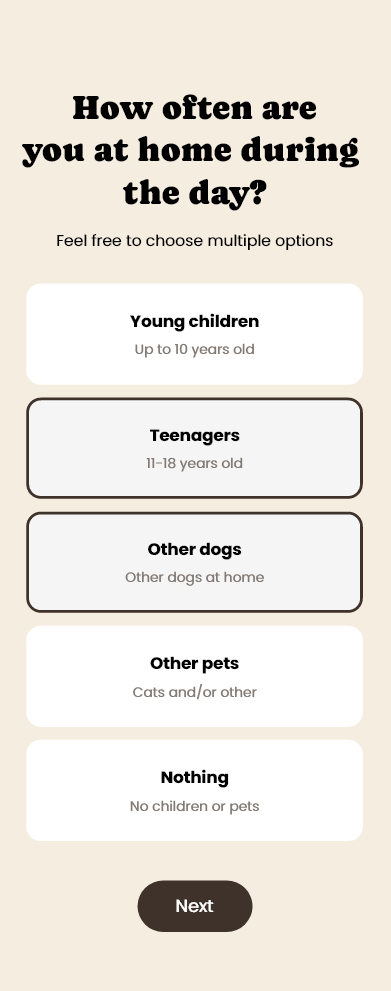 How often are
you at home during
the day?
Feel free to choose multiple options
Young children
Up to 10 years old
Teenagers
11-18 years old
Other dogs
Other dogs at home
Other pets
Cats and/or other
Nothing
No children or pets
Next